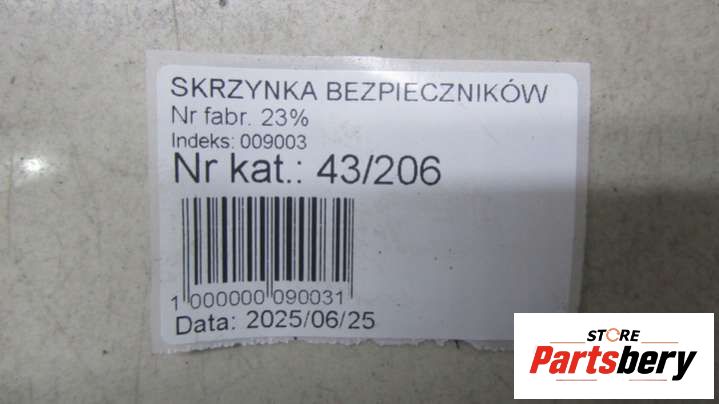 SKRZYNKA BEZPIECZNIKÓW
Nr fabr. 23%
Indeks: 009003
Nr kat.: 43/206
1 000000 090031
Data: 2025/06/25
STORE
Partsbery